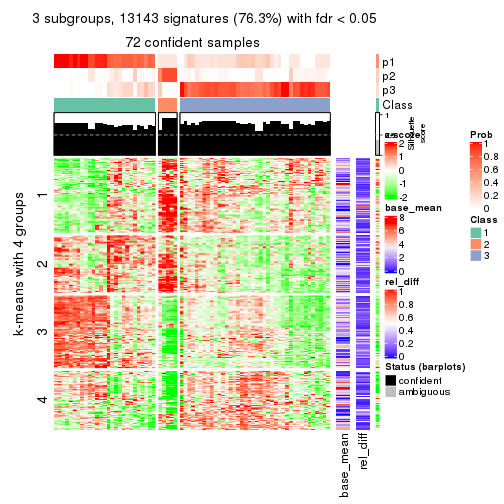 3 subgroups, 13143 signatures (76.3%) with fdr < 0.05
72 confident samples
p1
p2
p3
Class
1
Silhouette
score
z-score
2
1
0
-1
-2
base_mean
8
6
4
2
0
rel_diff
1
0.8
0.6
0.4
0.2
0
Status (barplots)
confident
ambiguous
Prob
1
0.8
0.6
0.4
0.2
0
Class
1
2
3
k-means with 4 groups
1
2
3
4
base_mean
rel_diff